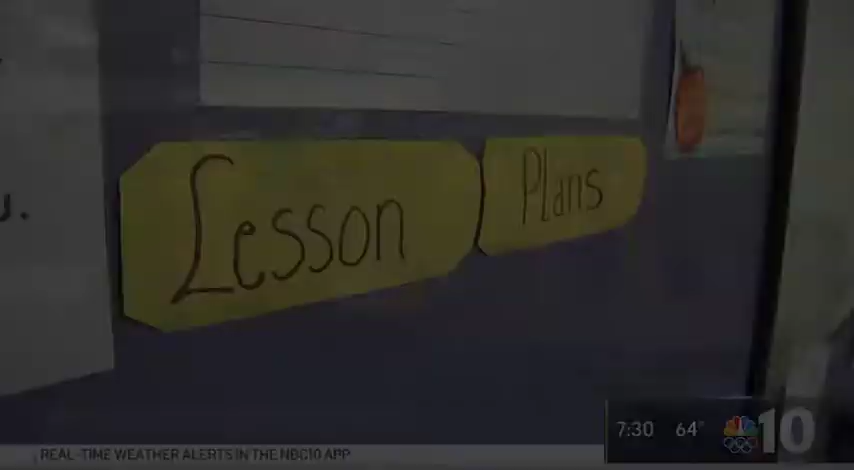 Lesson Plans
7:30 64° 10
REAL-TIME WEATHER ALERTS IN THE NBC10 APP